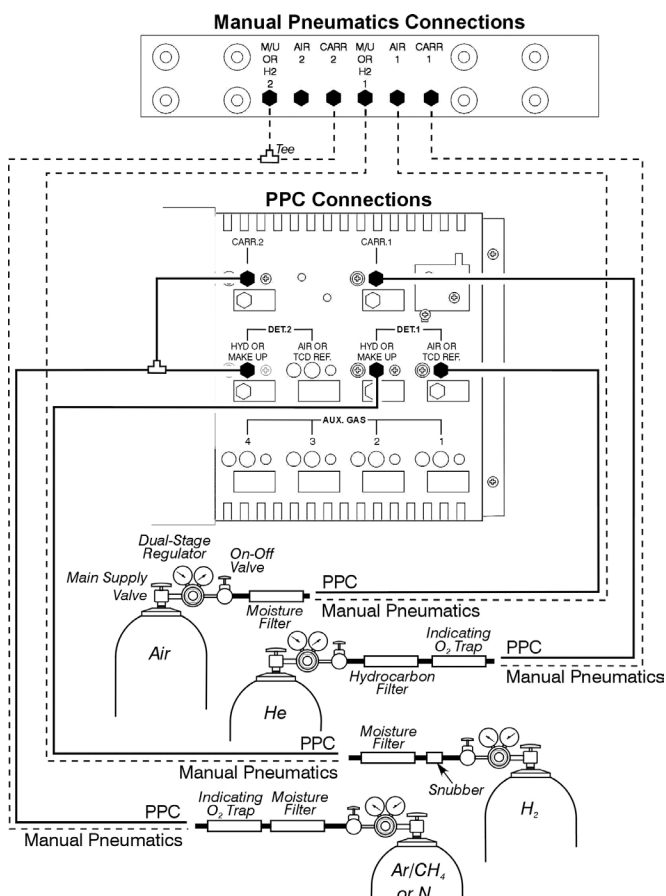 Manual Pneumatics Connections
M/U
OR
H2
2
AIR
2
CARR
2
M/U
OR
H2
1
AIR
1
CARR
1
Tee
PPC Connections
CARR.2
CARR.1
DET.2
DET.1
HYD OR
MAKE UP
AIR OR
TCD REF.
HYD OR
MAKE UP
AIR OR
TCD REF.
AUX. GAS
4
3
2
1
Dual-Stage
Regulator
On-Off
Valve
Main Supply
Valve
PPC
Manual Pneumatics
Moisture
Filter
Air
Indicating
O₂ Trap
PPC
Manual Pneumatics
Hydrocarbon
Filter
He
PPC
Manual Pneumatics
Moisture
Filter
Snubber
H₂
PPC
Manual Pneumatics
Indicating
O₂ Trap
Moisture
Filter
Ar/CH₄
or N